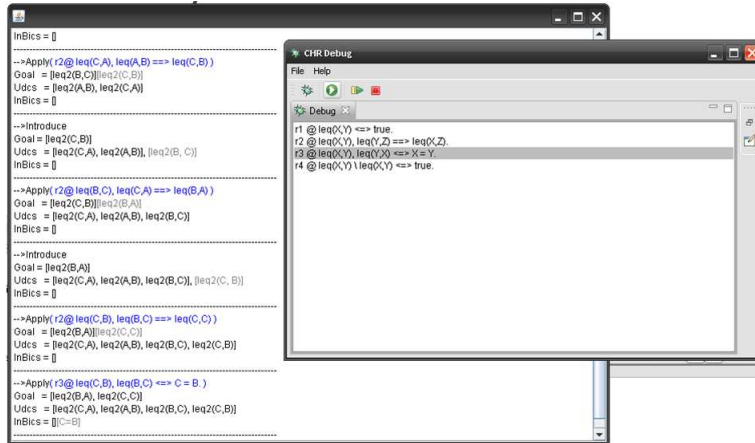 InBics = []
-->Apply( r2@ leq(C,A), leq(A,B) ==> leq(C,B) )
Goal = [leq2(B,C)][leq2(C,B)]
Udcs = [leq2(A,B), leq2(C,A)]
InBics = []
-->Introduce
Goal = [leq2(C,B)]
Udcs = [leq2(C,A), leq2(A,B)], [leq2(B, C)]
InBics = []
-->Apply( r2@ leq(B,C), leq(C,A) ==> leq(B,A) )
Goal = [leq2(C,B)][leq2(B,A)]
Udcs = [leq2(C,A), leq2(A,B), leq2(B,C)]
InBics = []
-->Introduce
Goal = [leq2(B,A)]
Udcs = [leq2(C,A), leq2(A,B), leq2(B,C)], [leq2(C, B)]
InBics = []
-->Apply( r2@ leq(C,B), leq(B,C) ==> leq(C,C) )
Goal = [leq2(B,A)][leq2(C,C)]
Udcs = [leq2(C,A), leq2(A,B), leq2(B,C), leq2(C,B)]
InBics = []
-->Apply( r3@ leq(C,B), leq(B,C) <=> C = B. )
Goal = [leq2(B,A), leq2(C,C)]
Udcs = [leq2(C,A), leq2(A,B), leq2(B,C), leq2(C,B)]
InBics = [][C=B]
CHR Debug
File Help
Debug
r1 @ leq(X,Y) <=> true.
r2 @ leq(X,Y), leq(Y,Z) ==> leq(X,Z).
r3 @ leq(X,Y), leq(Y,X) <=> X = Y.
r4 @ leq(X,Y) \ leq(X,Y) <=> true.